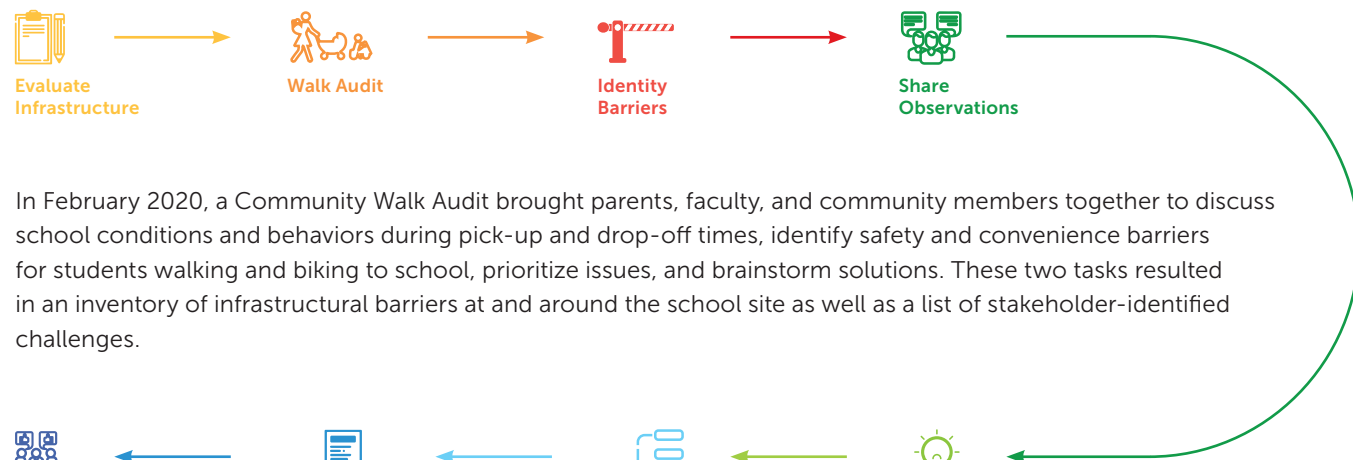 Evaluate
Infrastructure
Walk Audit
Identity
Barriers
Share
Observations
In February 2020, a Community Walk Audit brought parents, faculty, and community members together to discuss
school conditions and behaviors during pick-up and drop-off times, identify safety and convenience barriers
for students walking and biking to school, prioritize issues, and brainstorm solutions. These two tasks resulted
in an inventory of infrastructural barriers at and around the school site as well as a list of stakeholder-identified
challenges.